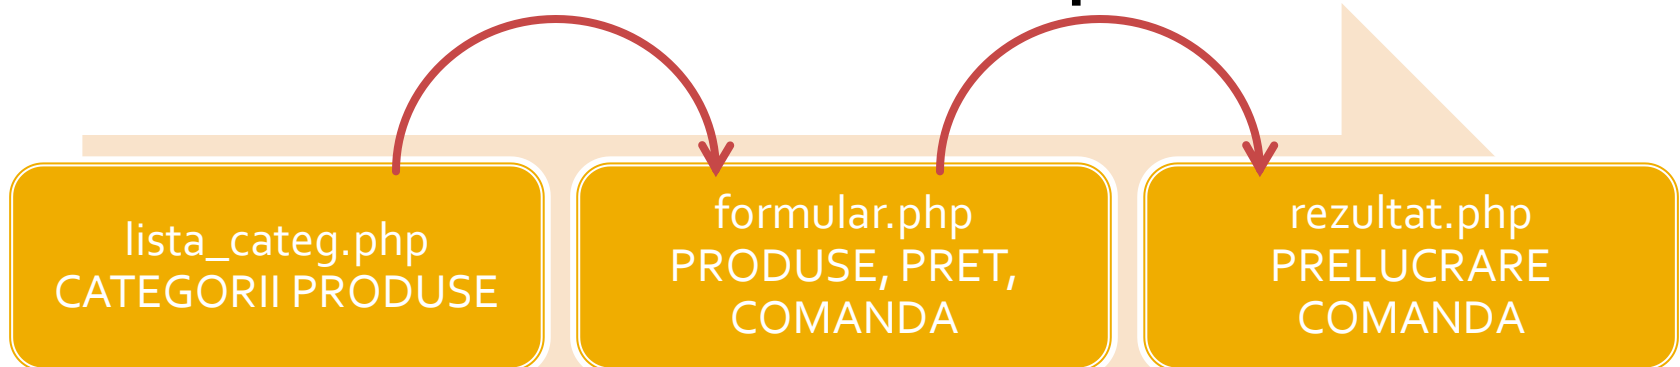 lista_categ.php
CATEGORII PRODUSE
formular.php
PRODUSE, PRET,
COMANDA
rezultat.php
PRELUCRARE
COMANDA